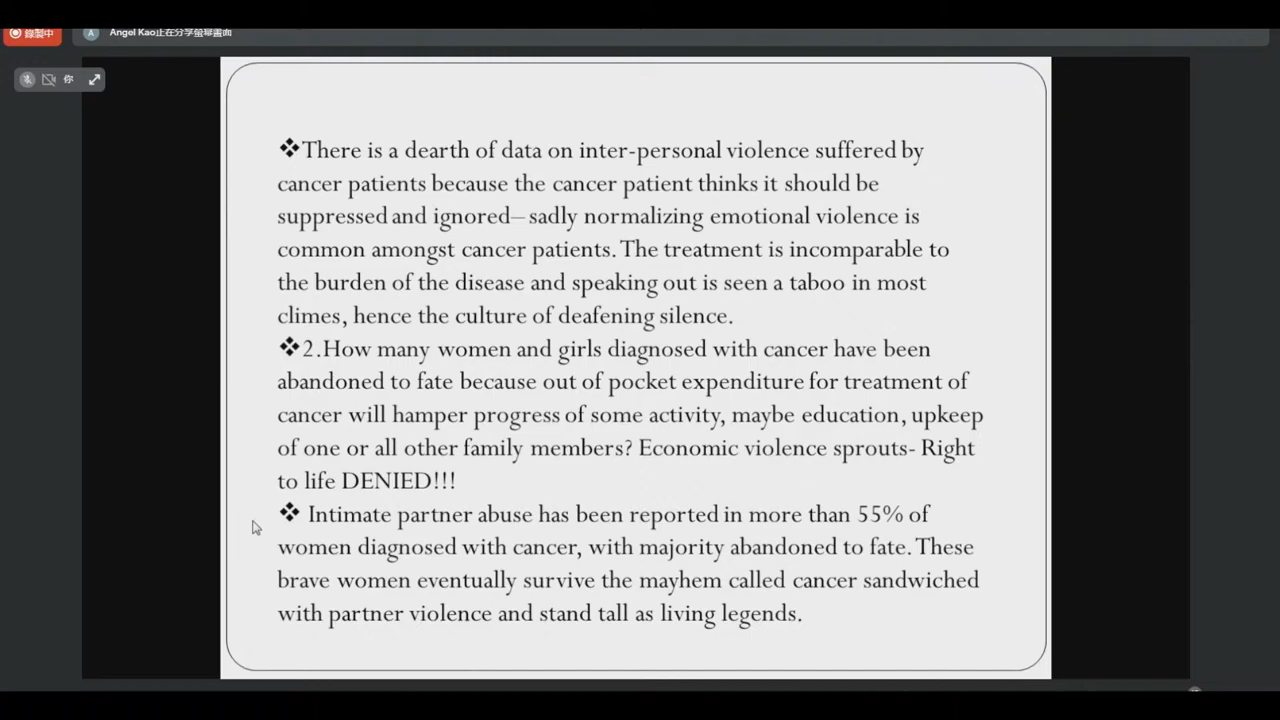 錄製中
A Angel Kao正在分享螢幕畫面
你
❖There is a dearth of data on inter-personal violence suffered by
cancer patients because the cancer patient thinks it should be
suppressed and ignored– sadly normalizing emotional violence is
common amongst cancer patients. The treatment is incomparable to
the burden of the disease and speaking out is seen a taboo in most
climes, hence the culture of deafening silence.
❖2.How many women and girls diagnosed with cancer have been
abandoned to fate because out of pocket expenditure for treatment of
cancer will hamper progress of some activity, maybe education, upkeep
of one or all other family members? Economic violence sprouts- Right
to life DENIED!!!
❖ Intimate partner abuse has been reported in more than 55% of
women diagnosed with cancer, with majority abandoned to fate. These
brave women eventually survive the mayhem called cancer sandwiched
with partner violence and stand tall as living legends.